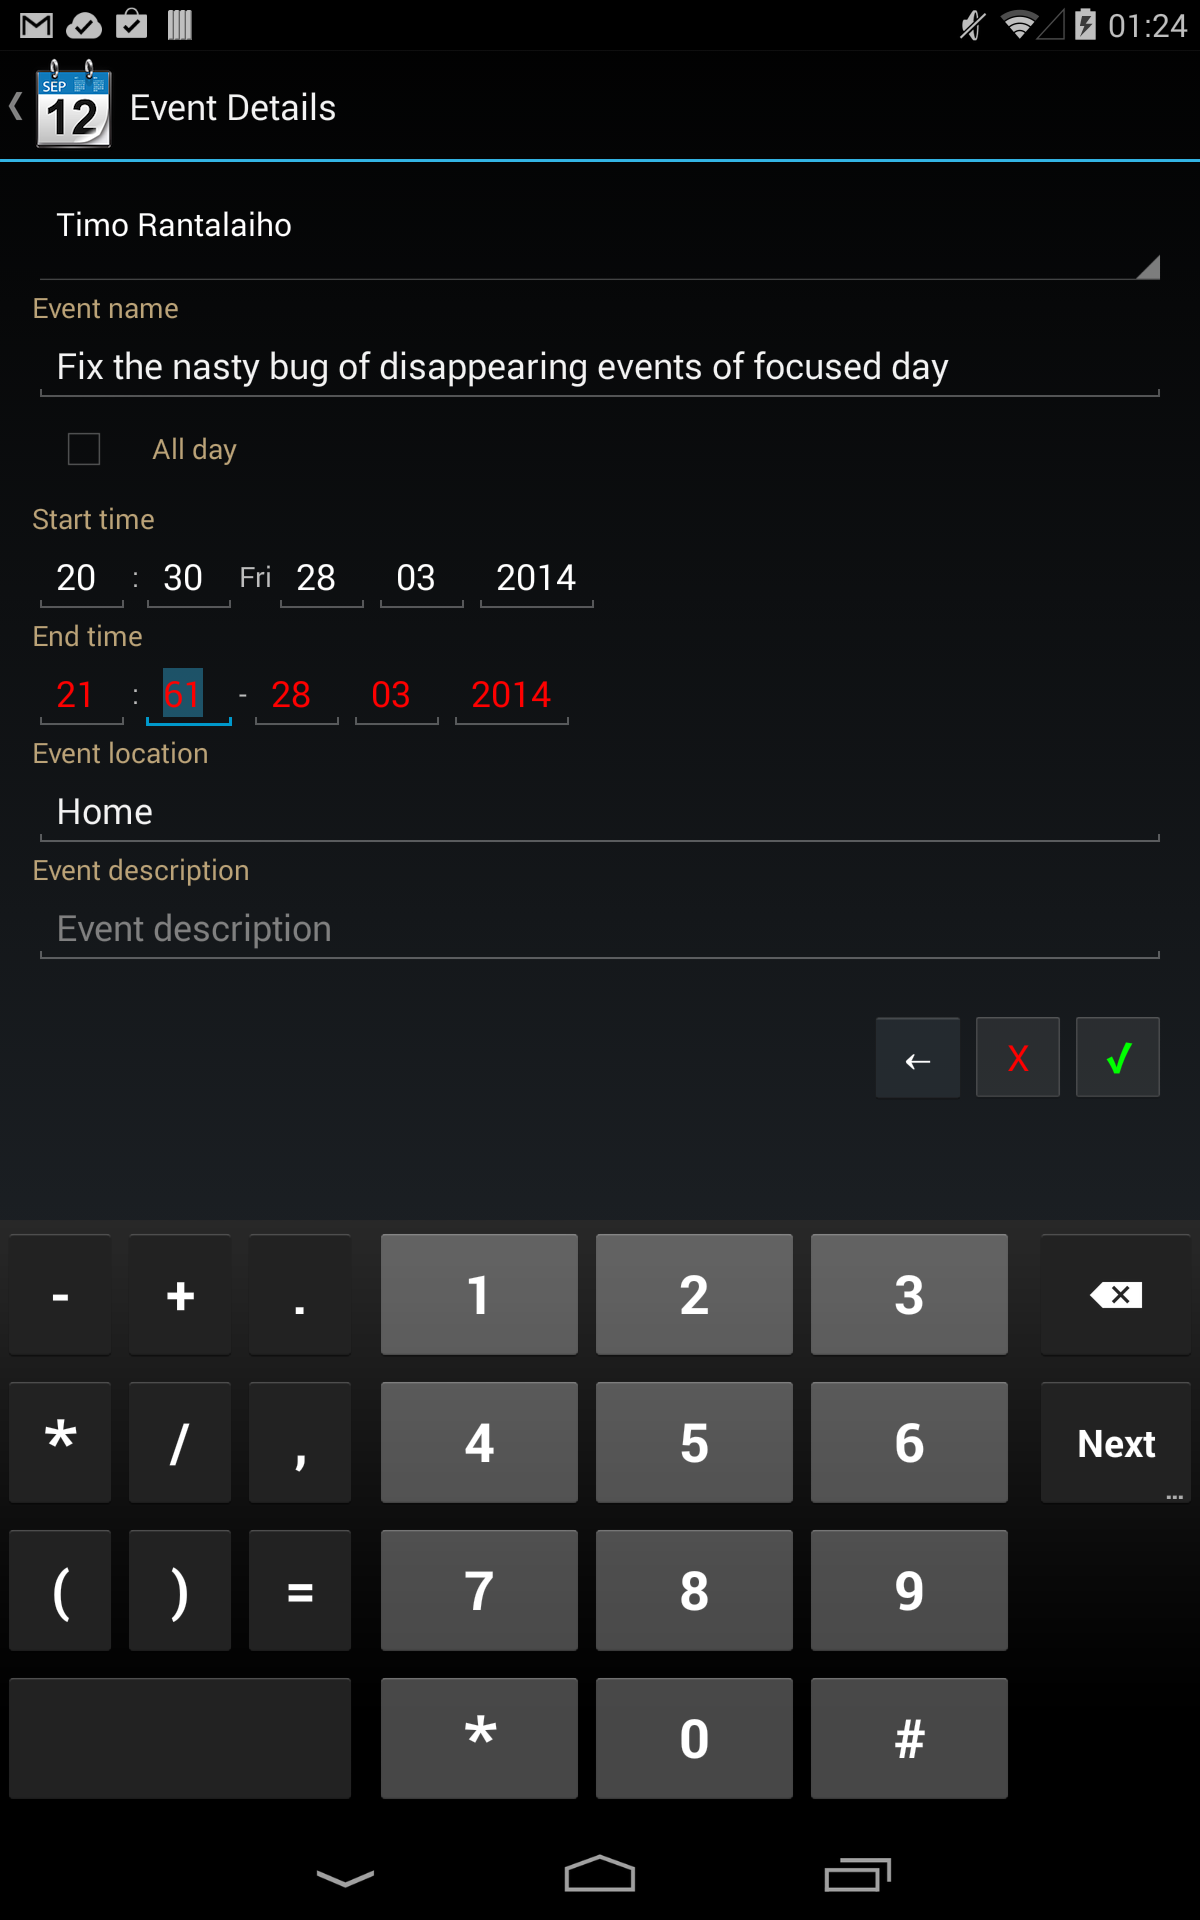 01:24
SEP
12
Event Details
Timo Rantalaiho
Event name
Fix the nasty bug of disappearing events of focused day
All day
Start time
20 : 30 Fri 28 03 2014
End time
21 : 61 - 28 03 2014
Event location
Home
Event description
Event description
← X √
- + . 1 2 3
* / , 4 5 6 Next
...
( ) = 7 8 9
* 0 #